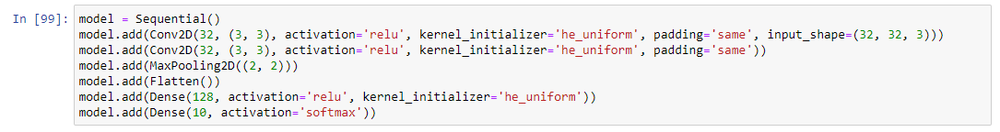 In [99]: model = Sequential()
model.add(Conv2D(32, (3, 3), activation='relu', kernel_initializer='he_uniform', padding='same', input_shape=(32, 32, 3)))
model.add(Conv2D(32, (3, 3), activation='relu', kernel_initializer='he_uniform', padding='same'))
model.add(MaxPooling2D((2, 2)))
model.add(Flatten())
model.add(Dense(128, activation='relu', kernel_initializer='he_uniform'))
model.add(Dense(10, activation='softmax'))